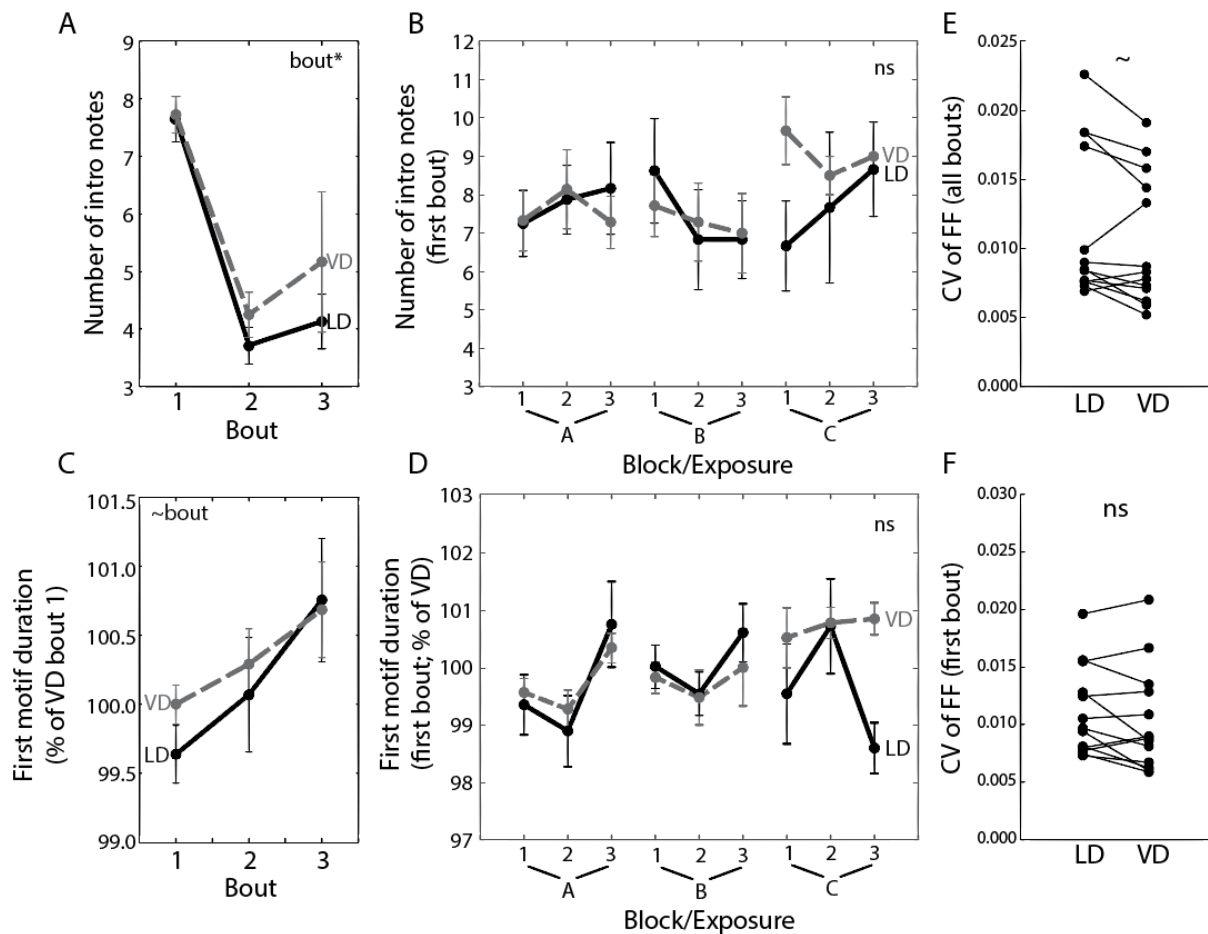 A
Number of intro notes
9
8
7
6
5
4
3
bout*
VD
LD
1 2 3
Bout
B
Number of intro notes
(first bout)
12
11
10
9
8
7
6
5
4
3
ns
VD
LD
1 2 3 1 2 3 1 2 3
A B C
Block/Exposure
E
CV of FF (all bouts)
0.025
0.020
0.015
0.010
0.005
0.000
~
LD VD
C
First motif duration
(% of VD bout 1)
101.5
101.0
100.5
100.0
99.5
99.0
~bout
VD
LD
1 2 3
Bout
D
First motif duration
(first bout; % of VD)
103
102
101
100
99
98
97
ns
VD
LD
1 2 3 1 2 3 1 2 3
A B C
Block/Exposure
F
CV of FF (first bout)
0.030
0.025
0.020
0.015
0.010
0.005
0.000
ns
LD VD